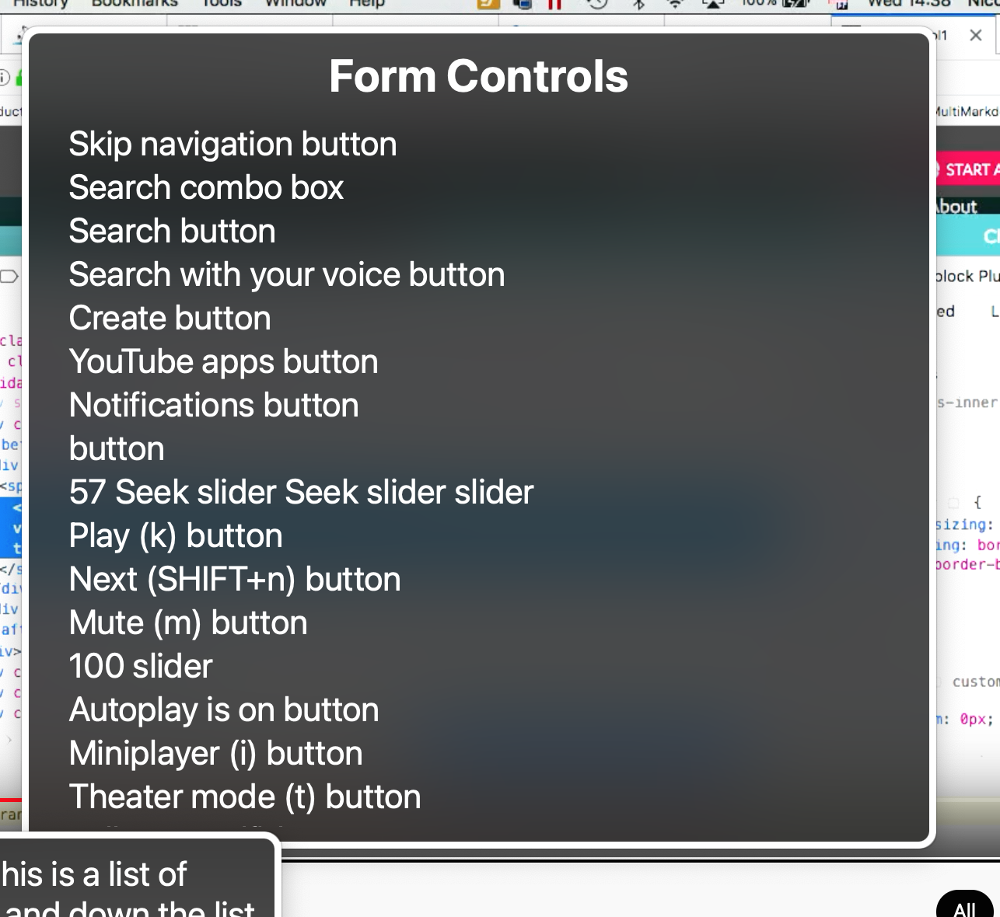 History Bookmarks Tools Window Help 100% Wed 14:38
Form Controls
Skip navigation button
Search combo box
Search button
Search with your voice button
Create button
YouTube apps button
Notifications button
button
57 Seek slider Seek slider slider
Play (k) button
Next (SHIFT+n) button
Mute (m) button
100 slider
Autoplay is on button
Miniplayer (i) button
Theater mode (t) button
START A
About
ed L
s-inner
{
sizing:
ing: bor
border-b
custom
0px;
his is a list of
and down the list
All